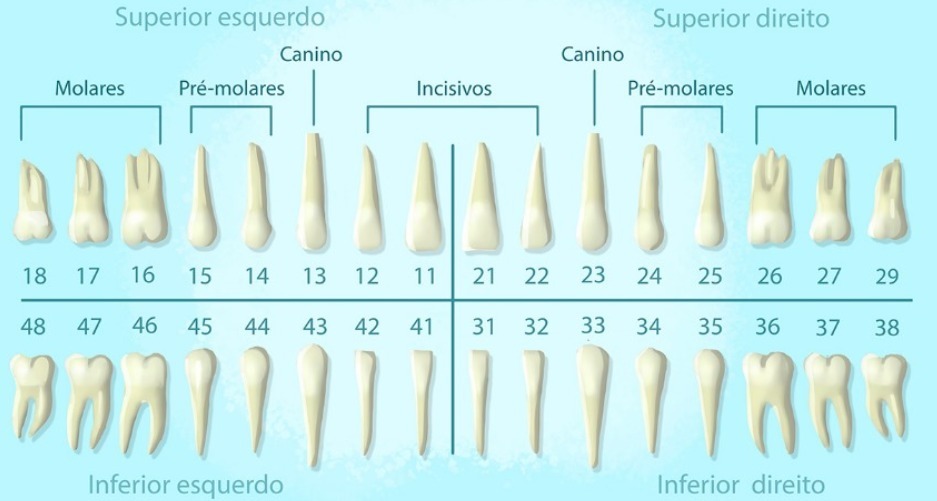 Superior esquerdo Superior direito
Canino Canino
Molares Pré-molares Incisivos Pré-molares Molares
18 17 16 15 14 13 12 11 21 22 23 24 25 26 27 29
48 47 46 45 44 43 42 41 31 32 33 34 35 36 37 38
Inferior esquerdo Inferior direito